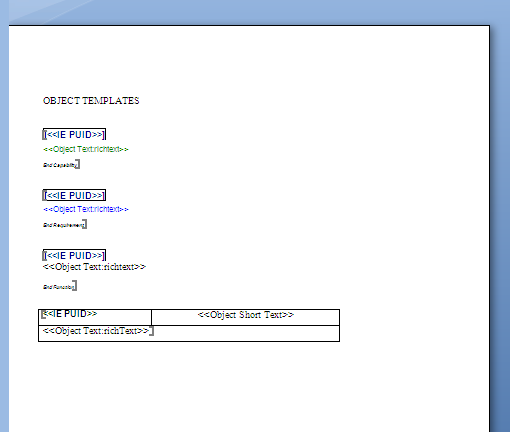 OBJECT TEMPLATES
[<<IE PUID>>]
<<Object Text:richtext>>
End Capability]
[<<IE PUID>>]
<<Object Text:richtext>>
End Requirement]
[<<IE PUID>>]
<<Object Text:richtext>>
End Function]
[<<IE PUID>> <<Object Short Text>>
<<Object Text:richText>>]